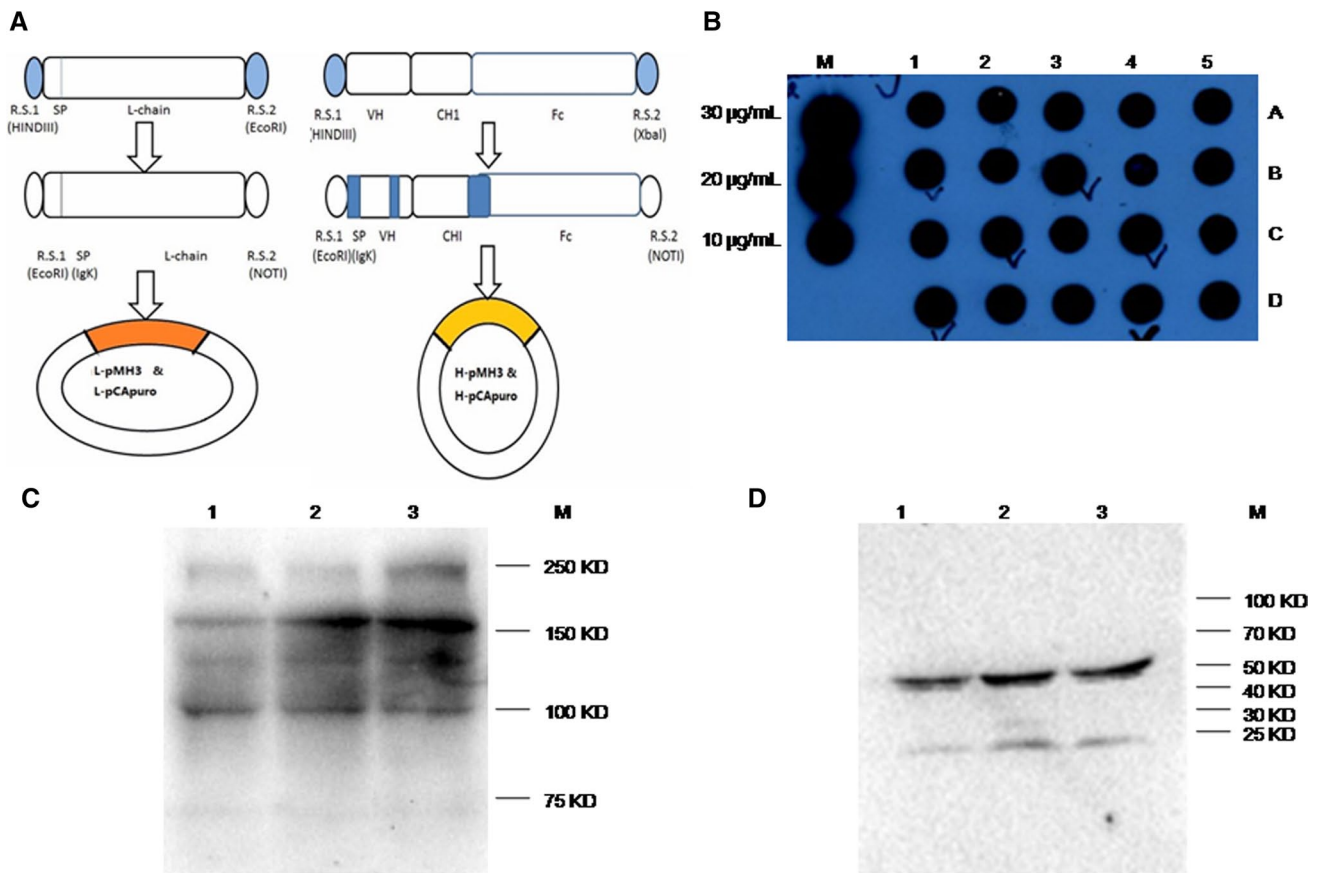 A
R.S.1 SP L-chain R.S.2
(HINDIII) (EcoRI)
R.S.1 SP L-chain R.S.2
(EcoRI) (IgK) (NOTI)
L-pMH3 &
L-pCApuro
R.S.1 VH CH1 Fc R.S.2
(HINDIII) (XbaI)
R.S.1 SP VH CHI Fc R.S.2
(EcoRI)(IgK) (NOTI)
H-pMH3 &
H-pCApuro
B
M 1 2 3 4 5
30 µg/mL A
20 µg/mL B
10 µg/mL C
D
C
1 2 3 M
250 KD
150 KD
100 KD
75 KD
D
1 2 3 M
100 KD
70 KD
50 KD
40 KD
30 KD
25 KD